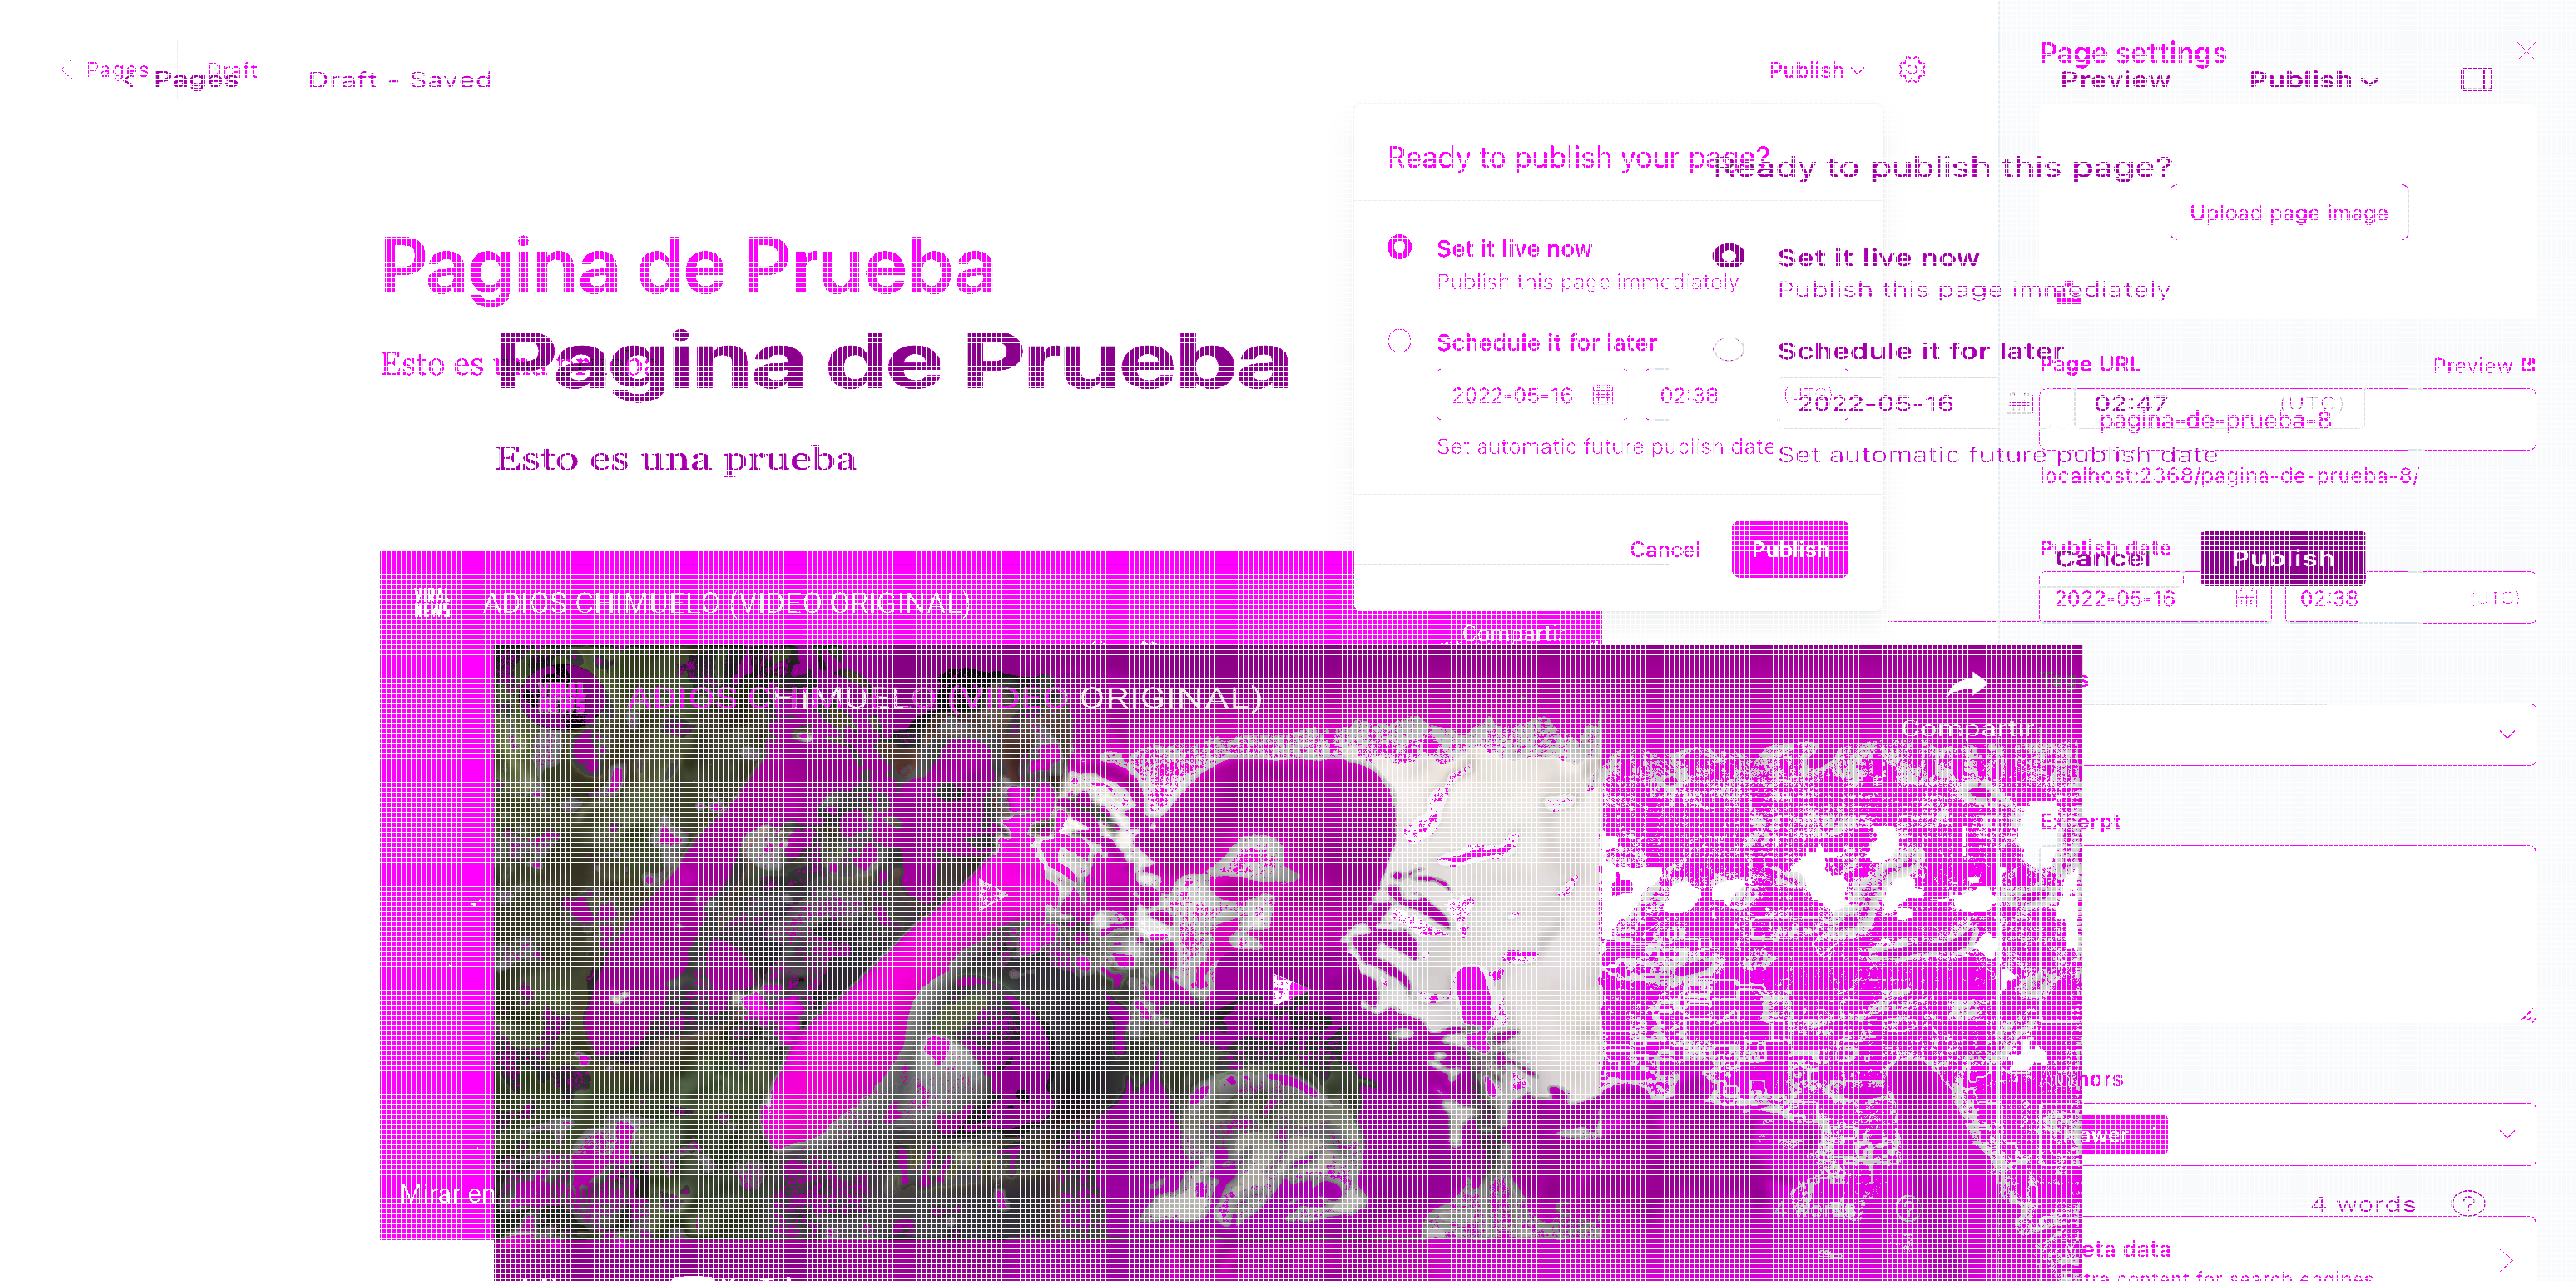 Pages
Draft
Pages
Draft - Saved
Publish
Page settings
Preview
Publish
Ready to publish your page?
Ready to publish this page?
Upload page image
Set it live now
Publish this page immediately
Set it live now
Publish this page immediately
Schedule it for later
2022-05-16
02:38
(UTC)
Set automatic future publish date
Schedule it for later
2022-05-16
02:47
(UTC)
Set automatic future publish date
Page URL
Preview
pagina-de-prueba-8
localhost:2368/pagina-de-prueba-8/
Pagina de Prueba
Pagina de Prueba
Esto es una
Esto es una prueba
Cancel
Publish
Cancel
Publish
Publish date
2022-05-16
02:38
(UTC)
VIRAL NEWS
ADIOS CHIMUELO (VIDEO ORIGINAL)
Compartir
ADIOS CHIMUELO (VIDEO ORIGINAL)
Compartir
Excerpt
Mirar en
4 words
4 words
?
Meta data
Extra content for search engines